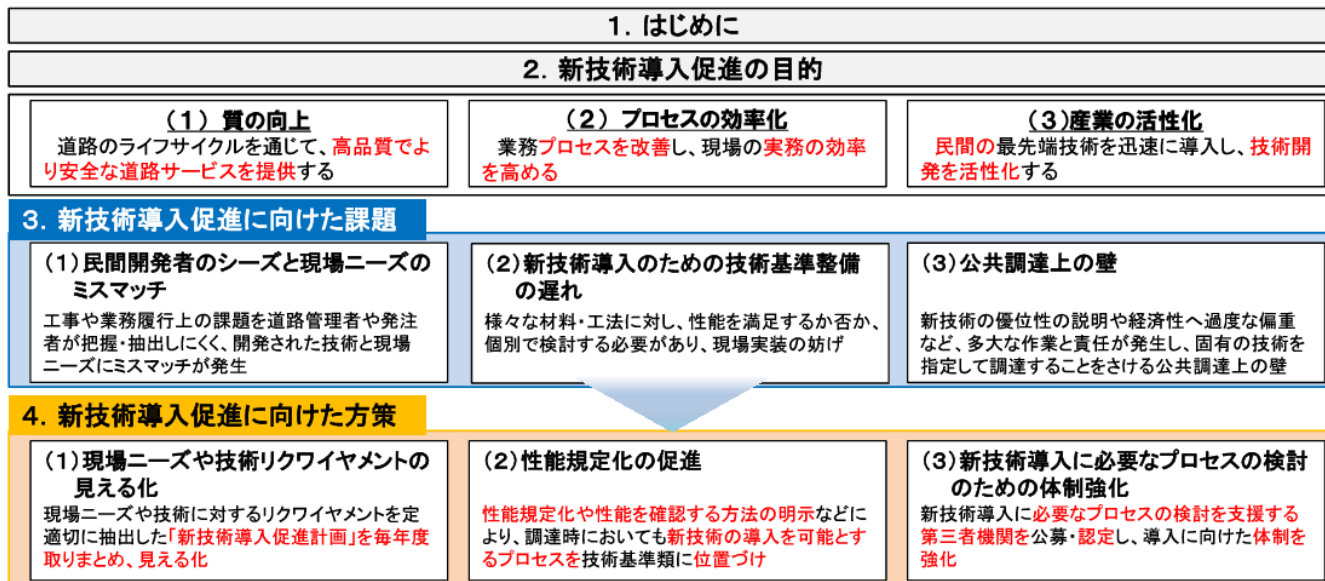 1．はじめに
2．新技術導入促進の目的
（1） 質の向上
道路のライフサイクルを通じて、高品質でよ
り安全な道路サービスを提供する
（2） プロセスの効率化
業務プロセスを改善し、現場の実務の効率
を高める
（3）産業の活性化
民間の最先端技術を迅速に導入し、技術開
発を活性化する
3．新技術導入促進に向けた課題
（1）民間開発者のシーズと現場ニーズの
ミスマッチ
工事や業務履行上の課題を道路管理者や発注
者が把握・抽出しにくく、開発された技術と現場
ニーズにミスマッチが発生
（2）新技術導入のための技術基準整備
の遅れ
様々な材料・工法に対し、性能を満足するか否か、
個別で検討する必要があり、現場実装の妨げ
（3）公共調達上の壁
新技術の優位性の説明や経済性へ過度な偏重
など、多大な作業と責任が発生し、固有の技術を
指定して調達することをさける公共調達上の壁
4．新技術導入促進に向けた方策
（1）現場ニーズや技術リクワイヤメントの
見える化
現場ニーズや技術に対するリクワイヤメントを定
適切に抽出した「新技術導入促進計画」を毎年度
取りまとめ、見える化
（2）性能規定化の促進
性能規定化や性能を確認する方法の明示などに
より、調達時においても新技術の導入を可能とす
るプロセスを技術基準類に位置づけ
（3）新技術導入に必要なプロセスの検討
のための体制強化
新技術導入に必要なプロセスの検討を支援する
第三者機関を公募・認定し、導入に向けた体制を
強化